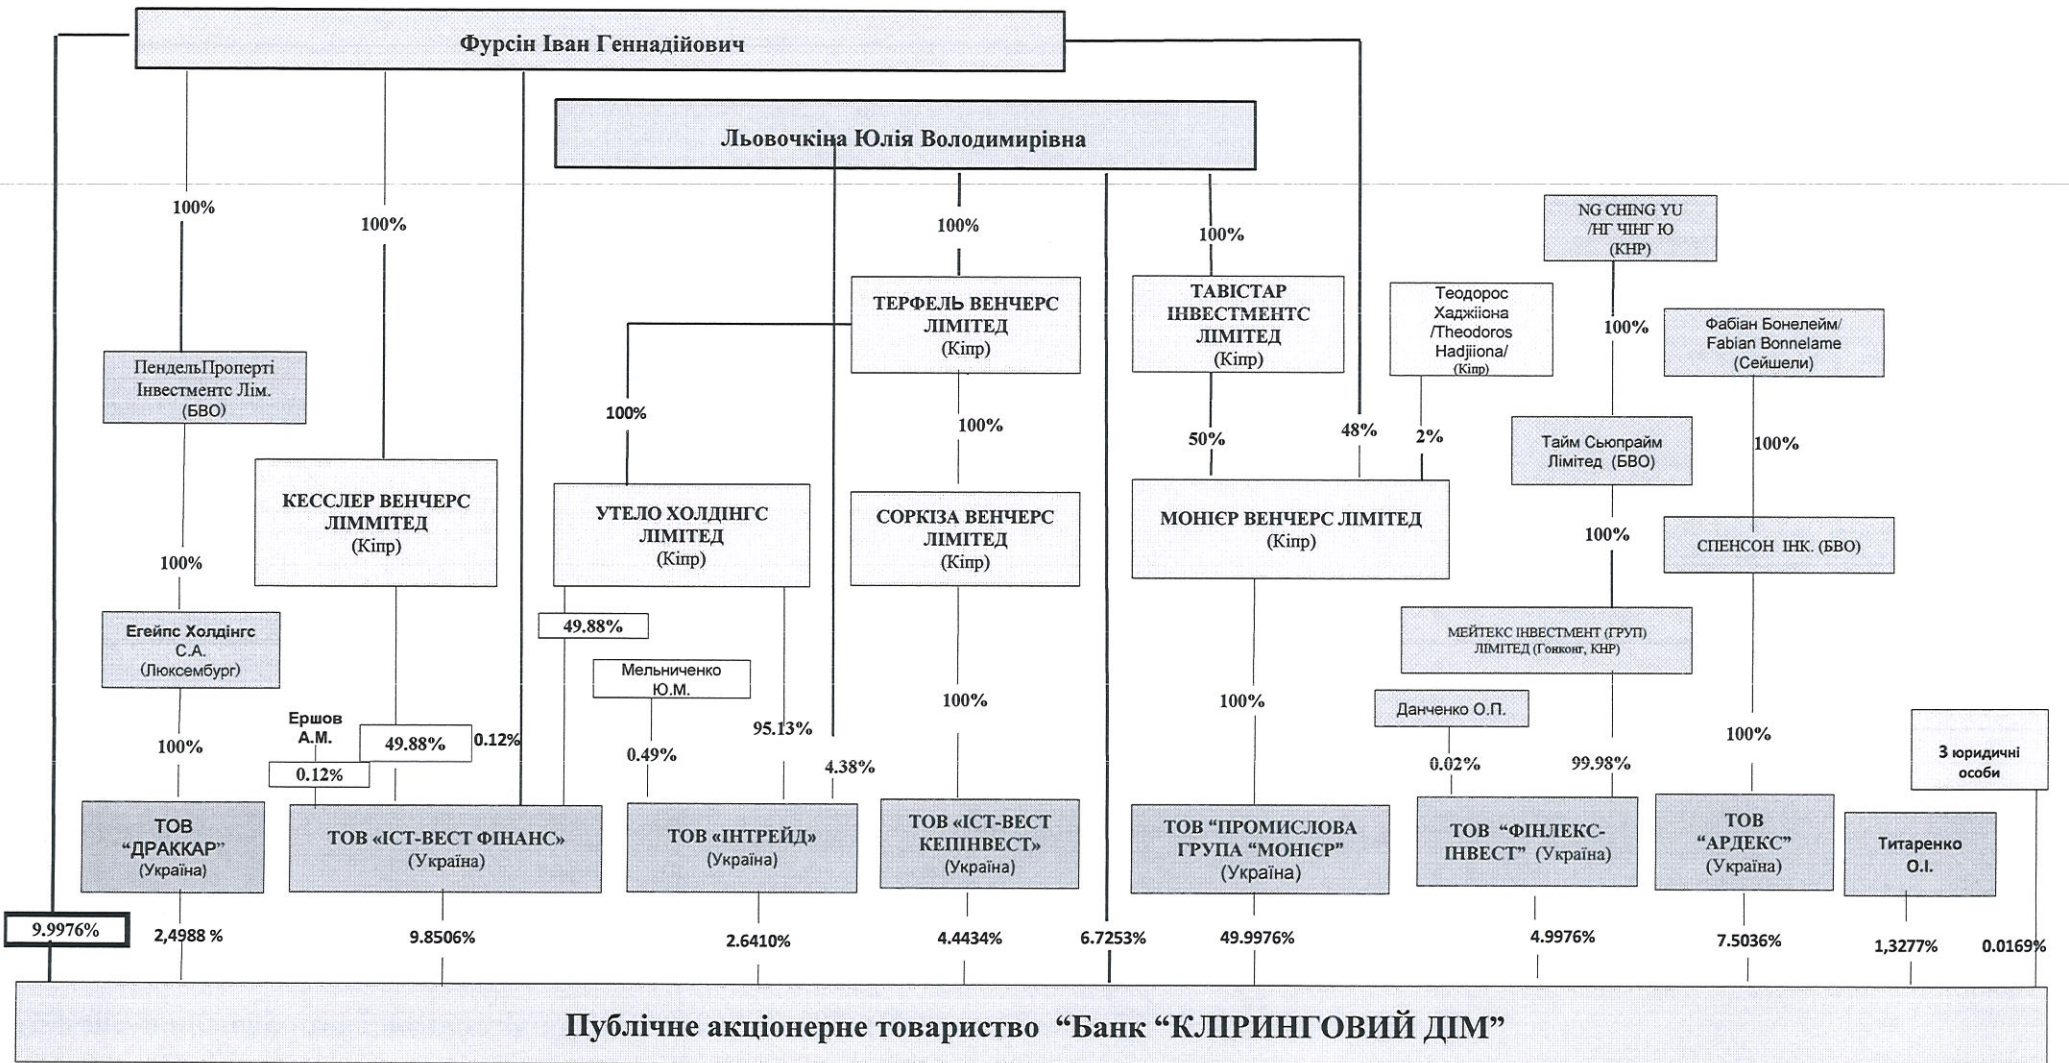 Фурсін Іван Геннадійович
Льовочкіна Юлія Володимирівна
100%
100%
100%
100%
NG CHING YU
/НГ ЧІНГ Ю
(КНР)
ТЕРФЕЛЬ ВЕНЧЕРС
ЛІМІТЕД
(Кіпр)
ТАВІСТАР
ІНВЕСТМЕНТС
ЛІМІТЕД
(Кіпр)
Теодорос
Хаджііона
/Theodoros
Hadjiiona/
(Кіпр)
100%
Фабіан Бонелейм/
Fabian Bonnelame
(Сейшели)
ПендельПроперті
Інвестментс Лім.
(БВО)
100%
100%
50%
48%
2%
Тайм Сьюпрайм
Лімітед (БВО)
100%
КЕССЛЕР ВЕНЧЕРС
ЛІММІТЕД
(Кіпр)
УТЕЛО ХОЛДІНГС
ЛІМІТЕД
(Кіпр)
СОРКІЗА ВЕНЧЕРС
ЛІМІТЕД
(Кіпр)
МОНІЄР ВЕНЧЕРС ЛІМІТЕД
(Кіпр)
100%
СПЕНСОН ІНК. (БВО)
100%
Егейпс Холдінгс
С.А.
(Люксембург)
49.88%
МЕЙТЕКС ІНВЕСТМЕНТ (ГРУП)
ЛІМІТЕД (Гонконг, КНР)
Мельниченко
Ю.М.
100%
100%
Данченко О.П.
Ершов
А.М.
100%
49.88%
0.12%
0.12%
0.49%
95.13%
4.38%
0.02%
99.98%
100%
3 юридичні
особи
ТОВ
“ДРАККАР”
(Україна)
ТОВ «ІСТ-ВЕСТ ФІНАНС»
(Україна)
ТОВ «ІНТРЕЙД»
(Україна)
ТОВ «ІСТ-ВЕСТ
КЕПІНВЕСТ»
(Україна)
ТОВ “ПРОМИСЛОВА
ГРУПА “МОНІЄР”
(Україна)
ТОВ “ФІНЛЕКС-
ІНВЕСТ” (Україна)
ТОВ
“АРДЕКС”
(Україна)
Титаренко
О.І.
9.9976%
2,4988 %
9.8506%
2.6410%
4.4434%
6.7253%
49.9976%
4.9976%
7.5036%
1,3277%
0.0169%
Публічне акціонерне товариство “Банк “КЛІРИНГОВИЙ ДІМ”